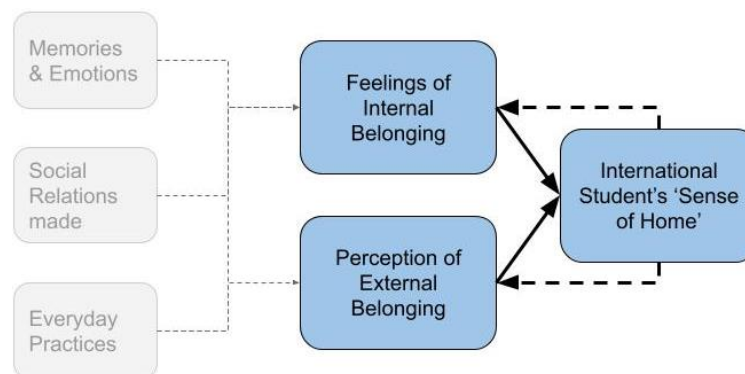 Memories
& Emotions
Social
Relations
made
Everyday
Practices
Feelings of
Internal
Belonging
Perception of
External
Belonging
International
Student's ‘Sense
of Home’